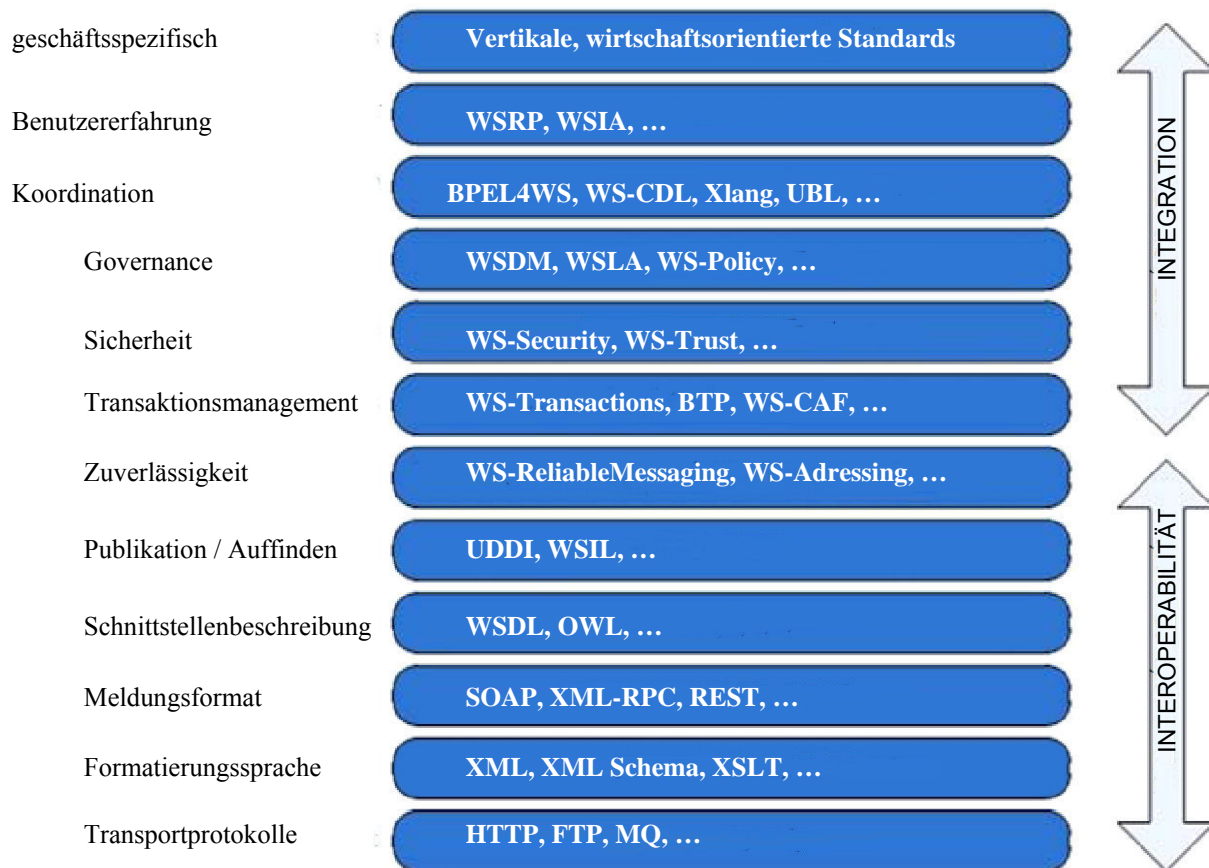 geschäftsspezifisch Vertikale, wirtschaftsorientierte Standards
Benutzererfahrung WSRP, WSIA, …
Koordination BPEL4WS, WS-CDL, Xlang, UBL, …
Governance WSDM, WSLA, WS-Policy, …
Sicherheit WS-Security, WS-Trust, …
Transaktionsmanagement WS-Transactions, BTP, WS-CAF, …
Zuverlässigkeit WS-ReliableMessaging, WS-Adressing, …
Publikation / Auffinden UDDI, WSIL, …
Schnittstellenbeschreibung WSDL, OWL, …
Meldungsformat SOAP, XML-RPC, REST, …
Formatierungssprache XML, XML Schema, XSLT, …
Transportprotokolle HTTP, FTP, MQ, …
INTEGRATION
INTEROPERABILITÄT